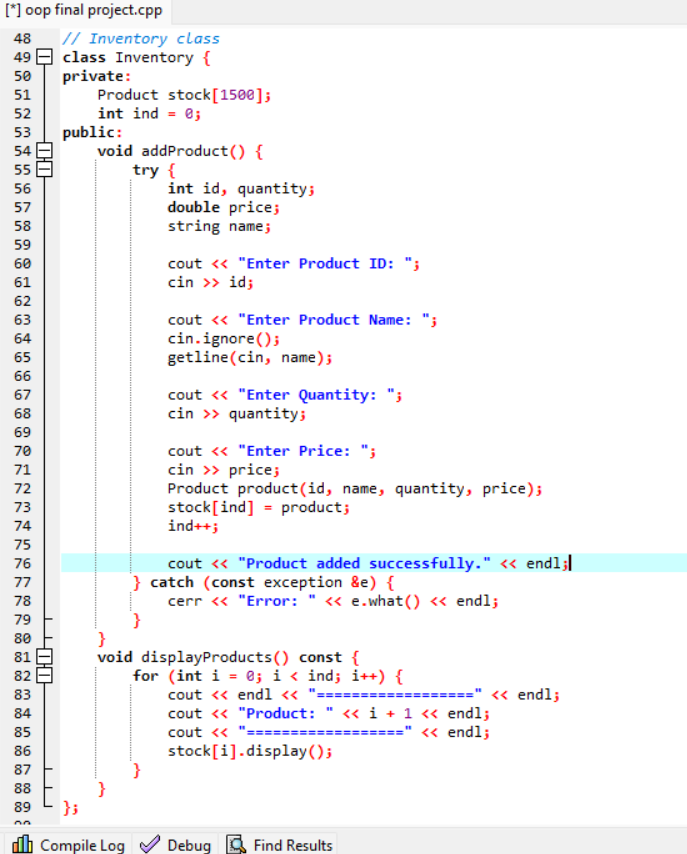 [*] oop final project.cpp
48 // Inventory class
49 class Inventory {
50 private:
51 Product stock[1500];
52 int ind = 0;
53 public:
54 void addProduct() {
55 try {
56 int id, quantity;
57 double price;
58 string name;
59
60 cout << "Enter Product ID: ";
61 cin >> id;
62
63 cout << "Enter Product Name: ";
64 cin.ignore();
65 getline(cin, name);
66
67 cout << "Enter Quantity: ";
68 cin >> quantity;
69
70 cout << "Enter Price: ";
71 cin >> price;
72 Product product(id, name, quantity, price);
73 stock[ind] = product;
74 ind++;
75
76 cout << "Product added successfully." << endl;
77 } catch (const exception &e) {
78 cerr << "Error: " << e.what() << endl;
79 }
80 }
81 void displayProducts() const {
82 for (int i = 0; i < ind; i++) {
83 cout << endl << "==================" << endl;
84 cout << "Product: " << i + 1 << endl;
85 cout << "==================" << endl;
86 stock[i].display();
87 }
88 }
89 };
Compile Log Debug Find Results